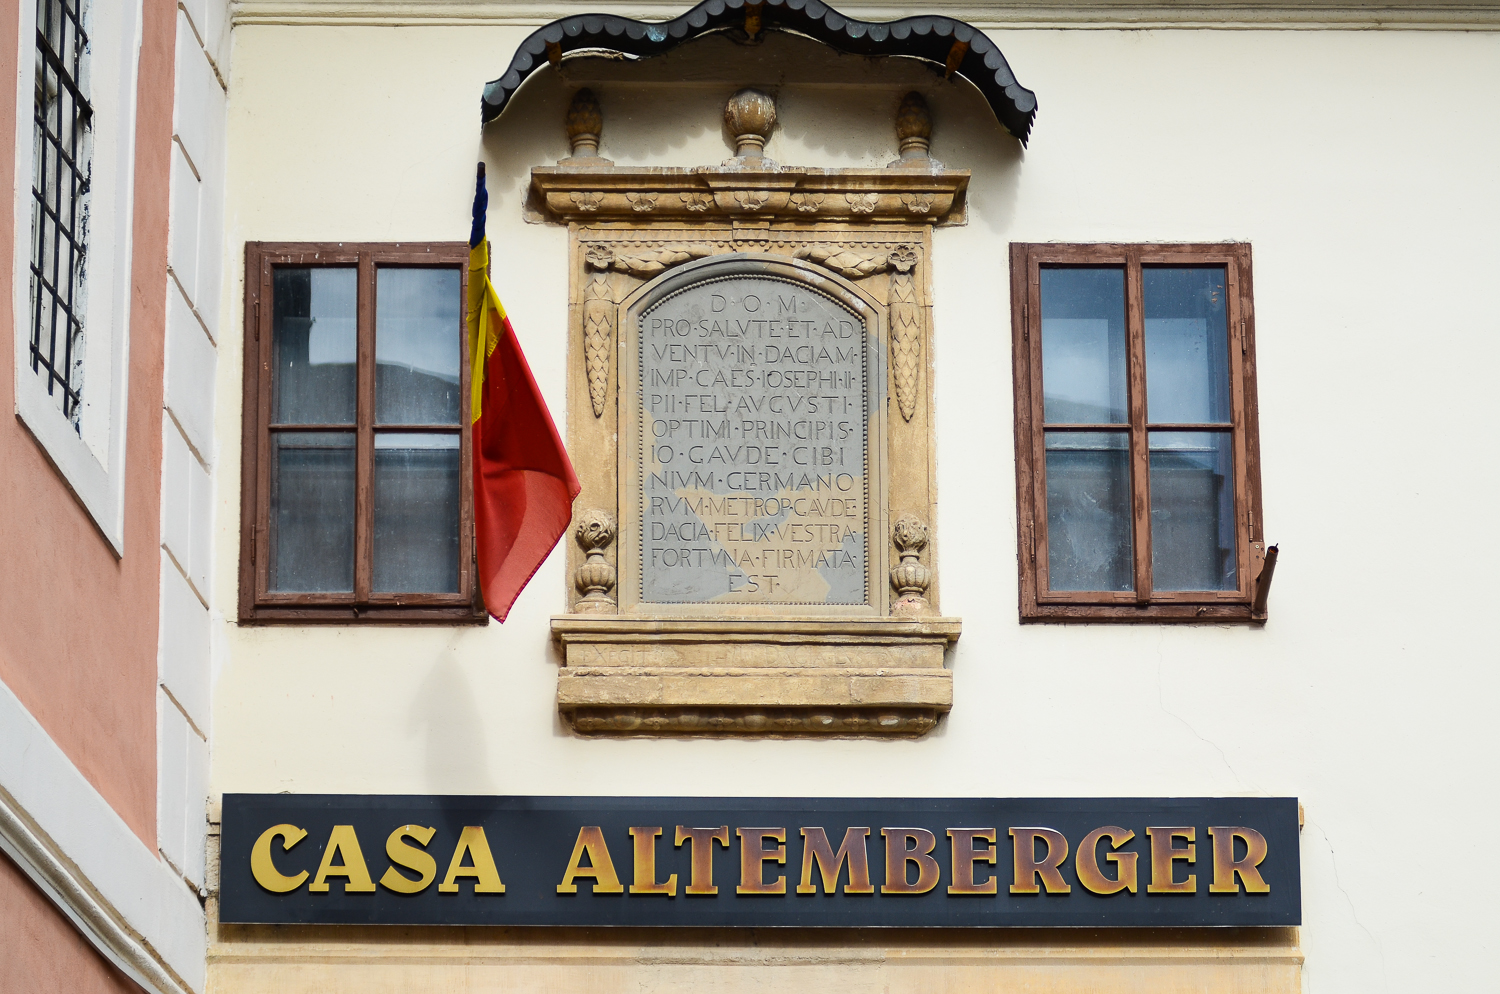 D·O·M·
PRO·SALVTE·ET·AD
VENTV·IN·DACIAM·
IMP·CAES·IOSEPHI·II·
PII·FEL·AVGVSTI·
OPTIMI·PRINCIPIS·
IO·GAVDE·CIBI
NIVM·GERMANO
RVM·METROP·GAVDE
DACIA·FELIX·VESTRA·
FORTVNA·FIRMATA·
EST·
CASA ALTEMBERGER